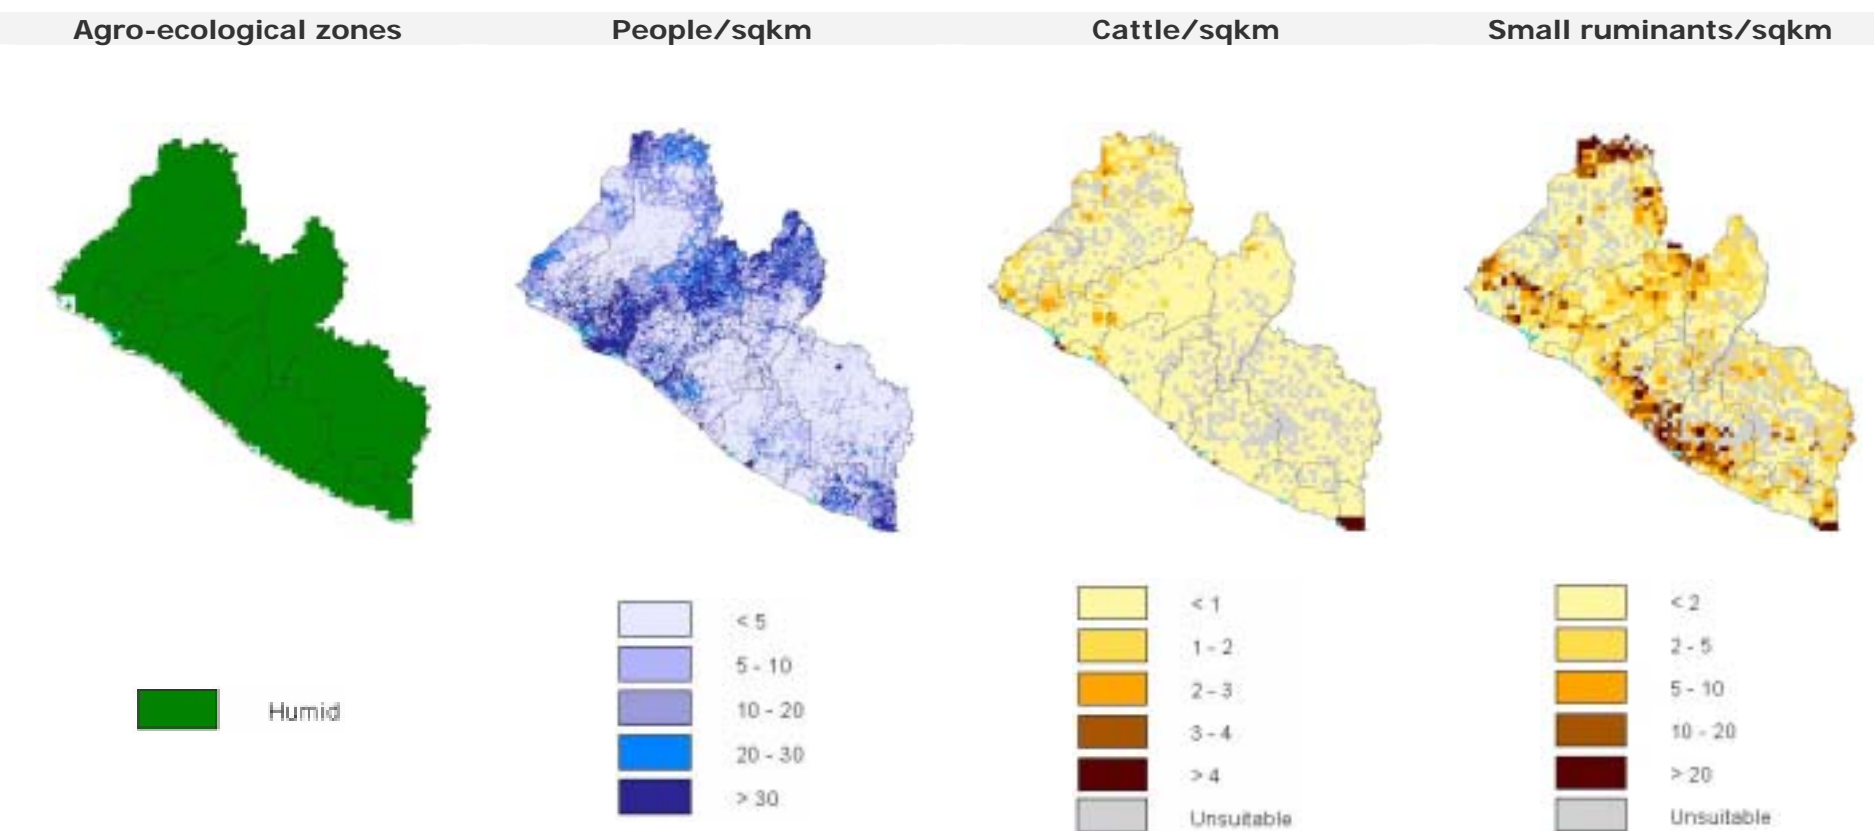 Agro-ecological zones People/sqkm Cattle/sqkm Small ruminants/sqkm
Humid
< 5
5 - 10
10 - 20
20 - 30
> 30
< 1
1 - 2
2 - 3
3 - 4
> 4
Unsuitable
< 2
2 - 5
5 - 10
10 - 20
> 20
Unsuitable